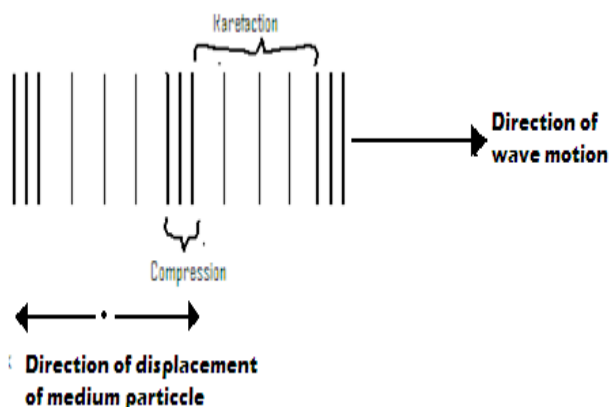 Rarefaction
Direction of
wave motion
Compression
Direction of displacement
of medium particcle